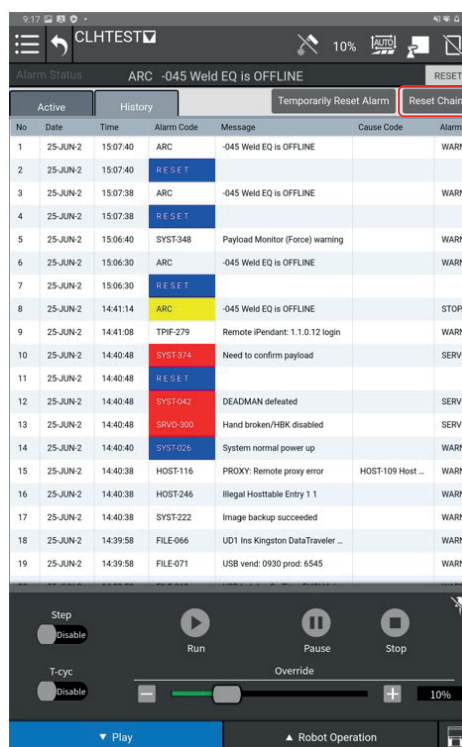 9:17
CLHTEST
10%
AUTO
Alarm Status ARC -045 Weld EQ is OFFLINE RESET
Active History Temporarily Reset Alarm Reset Chain
No Date Time Alarm Code Message Cause Code Alarm
1 25-JUN-2 15:07:40 ARC -045 Weld EQ is OFFLINE WARN
2 25-JUN-2 15:07:40 RESET
3 25-JUN-2 15:07:38 ARC -045 Weld EQ is OFFLINE WARN
4 25-JUN-2 15:07:38 RESET
5 25-JUN-2 15:06:40 SYST-348 Payload Monitor (Force) warning WARN
6 25-JUN-2 15:06:30 ARC -045 Weld EQ is OFFLINE WARN
7 25-JUN-2 15:06:30 RESET
8 25-JUN-2 14:41:14 ARC -045 Weld EQ is OFFLINE STOP
9 25-JUN-2 14:41:08 TPIF-279 Remote iPendant: 1.1.0.12 login WARN
10 25-JUN-2 14:40:48 SYST-374 Need to confirm payload SERV
11 25-JUN-2 14:40:48 RESET
12 25-JUN-2 14:40:48 SYST-042 DEADMAN defeated SERV
13 25-JUN-2 14:40:48 SRVO-300 Hand broken/HBK disabled SERV
14 25-JUN-2 14:40:40 SYST-026 System normal power up WARN
15 25-JUN-2 14:40:38 HOST-116 PROXY: Remote proxy error HOST-109 Host ... WARN
16 25-JUN-2 14:40:38 HOST-246 Illegal Hosttable Entry 1 1 WARN
17 25-JUN-2 14:40:38 SYST-222 Image backup succeeded WARN
18 25-JUN-2 14:39:58 FILE-066 UD1 Ins Kingston DataTraveler ... WARN
19 25-JUN-2 14:39:58 FILE-071 USB vend: 0930 prod: 6545 WARN
Step
Disable
Run Pause Stop
T-cyc Override
Disable
10%
▼ Play ▲ Robot Operation